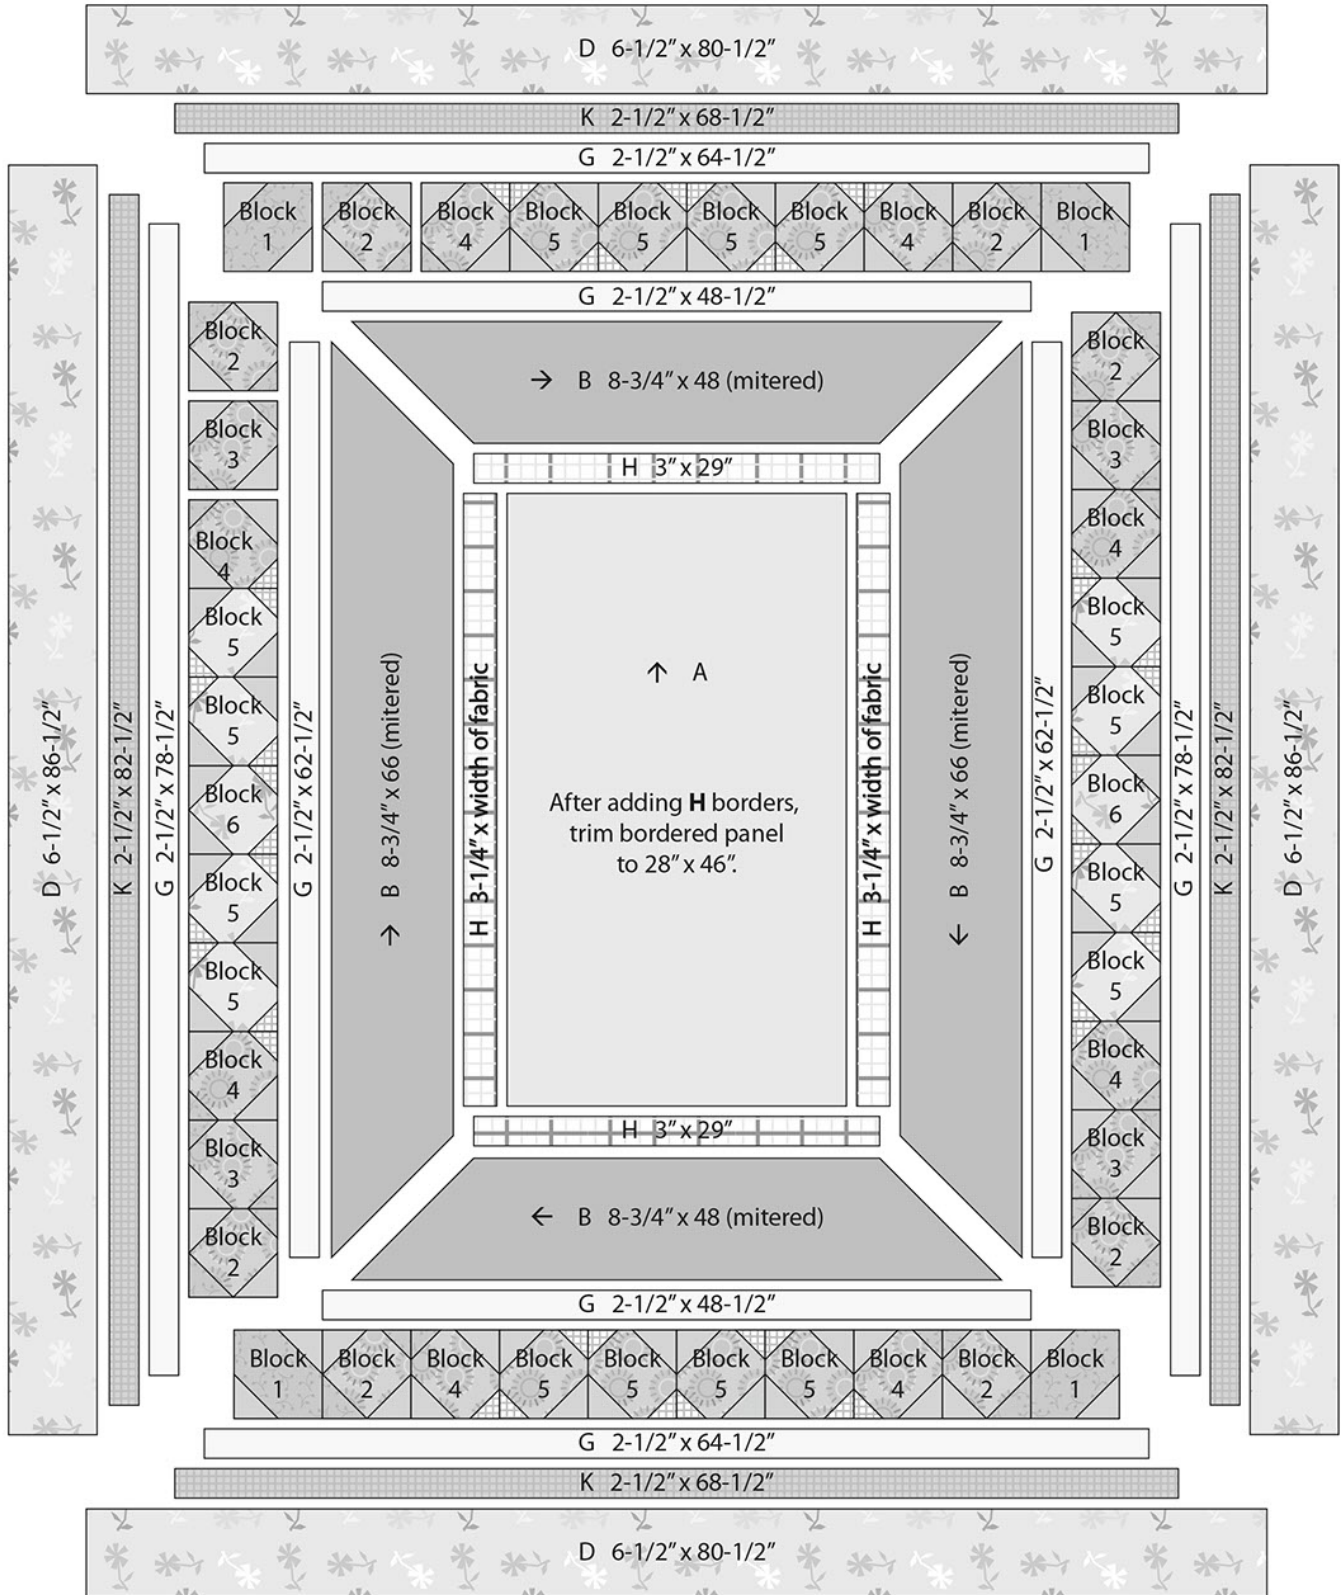 D 6-1/2” x 80-1/2”
K 2-1/2” x 68-1/2”
G 2-1/2” x 64-1/2”
Block 1
Block 2
Block 4
Block 5
Block 5
Block 5
Block 5
Block 4
Block 2
Block 1
G 2-1/2” x 48-1/2”
→ B 8-3/4” x 48 (mitered)
H 3” x 29”
D 6-1/2” x 86-1/2”
K 2-1/2” x 82-1/2”
G 2-1/2” x 78-1/2”
Block 2
Block 3
Block 4
Block 5
Block 5
Block 6
Block 5
Block 5
Block 4
Block 3
Block 2
G 2-1/2” x 62-1/2”
→ B 8-3/4” x 66 (mitered)
H 3-1/4” x width of fabric
↑ A
After adding H borders,
trim bordered panel
to 28” x 46”.
H 3-1/4” x width of fabric
← B 8-3/4” x 66 (mitered)
G 2-1/2” x 62-1/2”
Block 2
Block 3
Block 4
Block 5
Block 5
Block 6
Block 5
Block 5
Block 4
Block 3
Block 2
G 2-1/2” x 78-1/2”
K 2-1/2” x 82-1/2”
D 6-1/2” x 86-1/2”
H 3” x 29”
← B 8-3/4” x 48 (mitered)
G 2-1/2” x 48-1/2”
Block 1
Block 2
Block 4
Block 5
Block 5
Block 5
Block 5
Block 4
Block 2
Block 1
G 2-1/2” x 64-1/2”
K 2-1/2” x 68-1/2”
D 6-1/2” x 80-1/2”